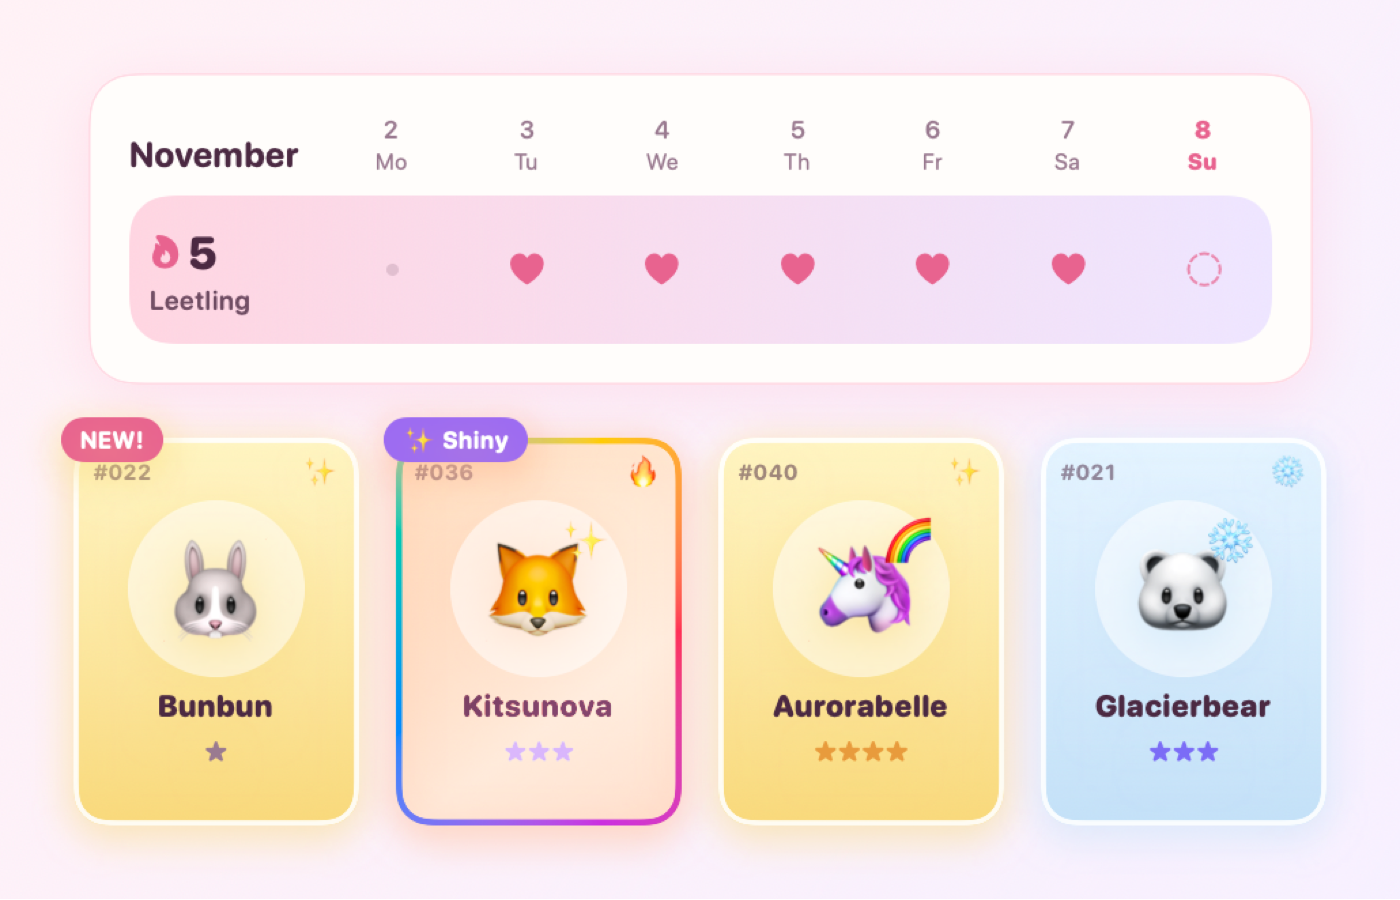 November
2 3 4 5 6 7 8
Mo Tu We Th Fr Sa Su
5
Leetling
NEW!
#022
Bunbun
✨ Shiny
#036
Kitsunova
#040
Aurorabelle
#021
Glacierbear